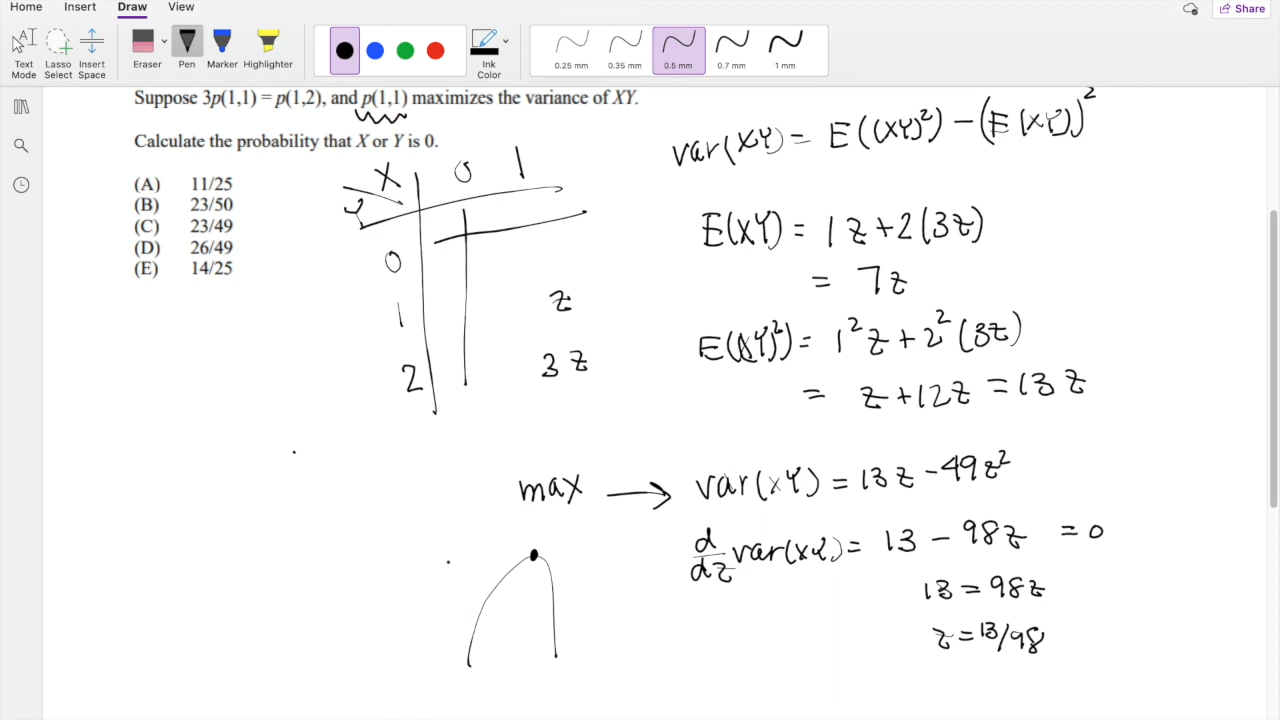 Home Insert Draw View
Share
Text Mode
Lasso Select
Insert Space
Eraser
Pen
Marker
Highlighter
Ink Color
0.25 mm
0.35 mm
0.5 mm
0.7 mm
1 mm
Suppose 3p(1,1) = p(1,2), and p(1,1) maximizes the variance of XY.
Calculate the probability that X or Y is 0.
(A) 11/25
(B) 23/50
(C) 23/49
(D) 26/49
(E) 14/25
X 0 1
Y
0
1 z
2 3z
var(XY) = E((XY)²) - (E(XY))²
E(XY) = 1z + 2(3z)
= 7z
E((XY)²) = 1²z + 2²(3z)
= z + 12z = 13z
max → var(XY) = 13z - 49z²
d/dz var(XY) = 13 - 98z = 0
13 = 98z
z = 13/98